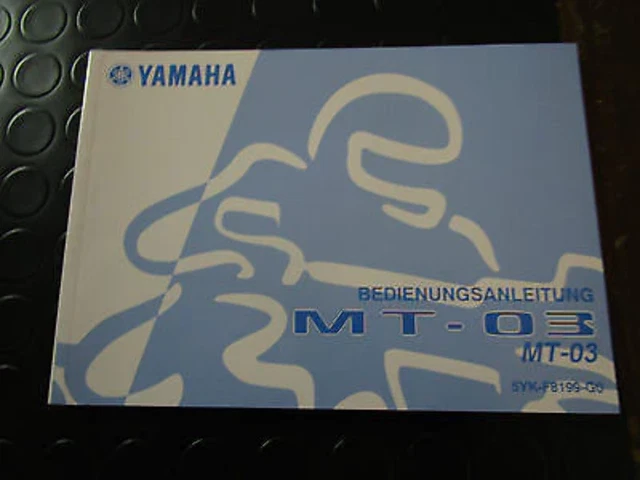 YAMAHA
BEDIENUNGSANLEITUNG
MT-03
MT-03
5YK-F8199-G0